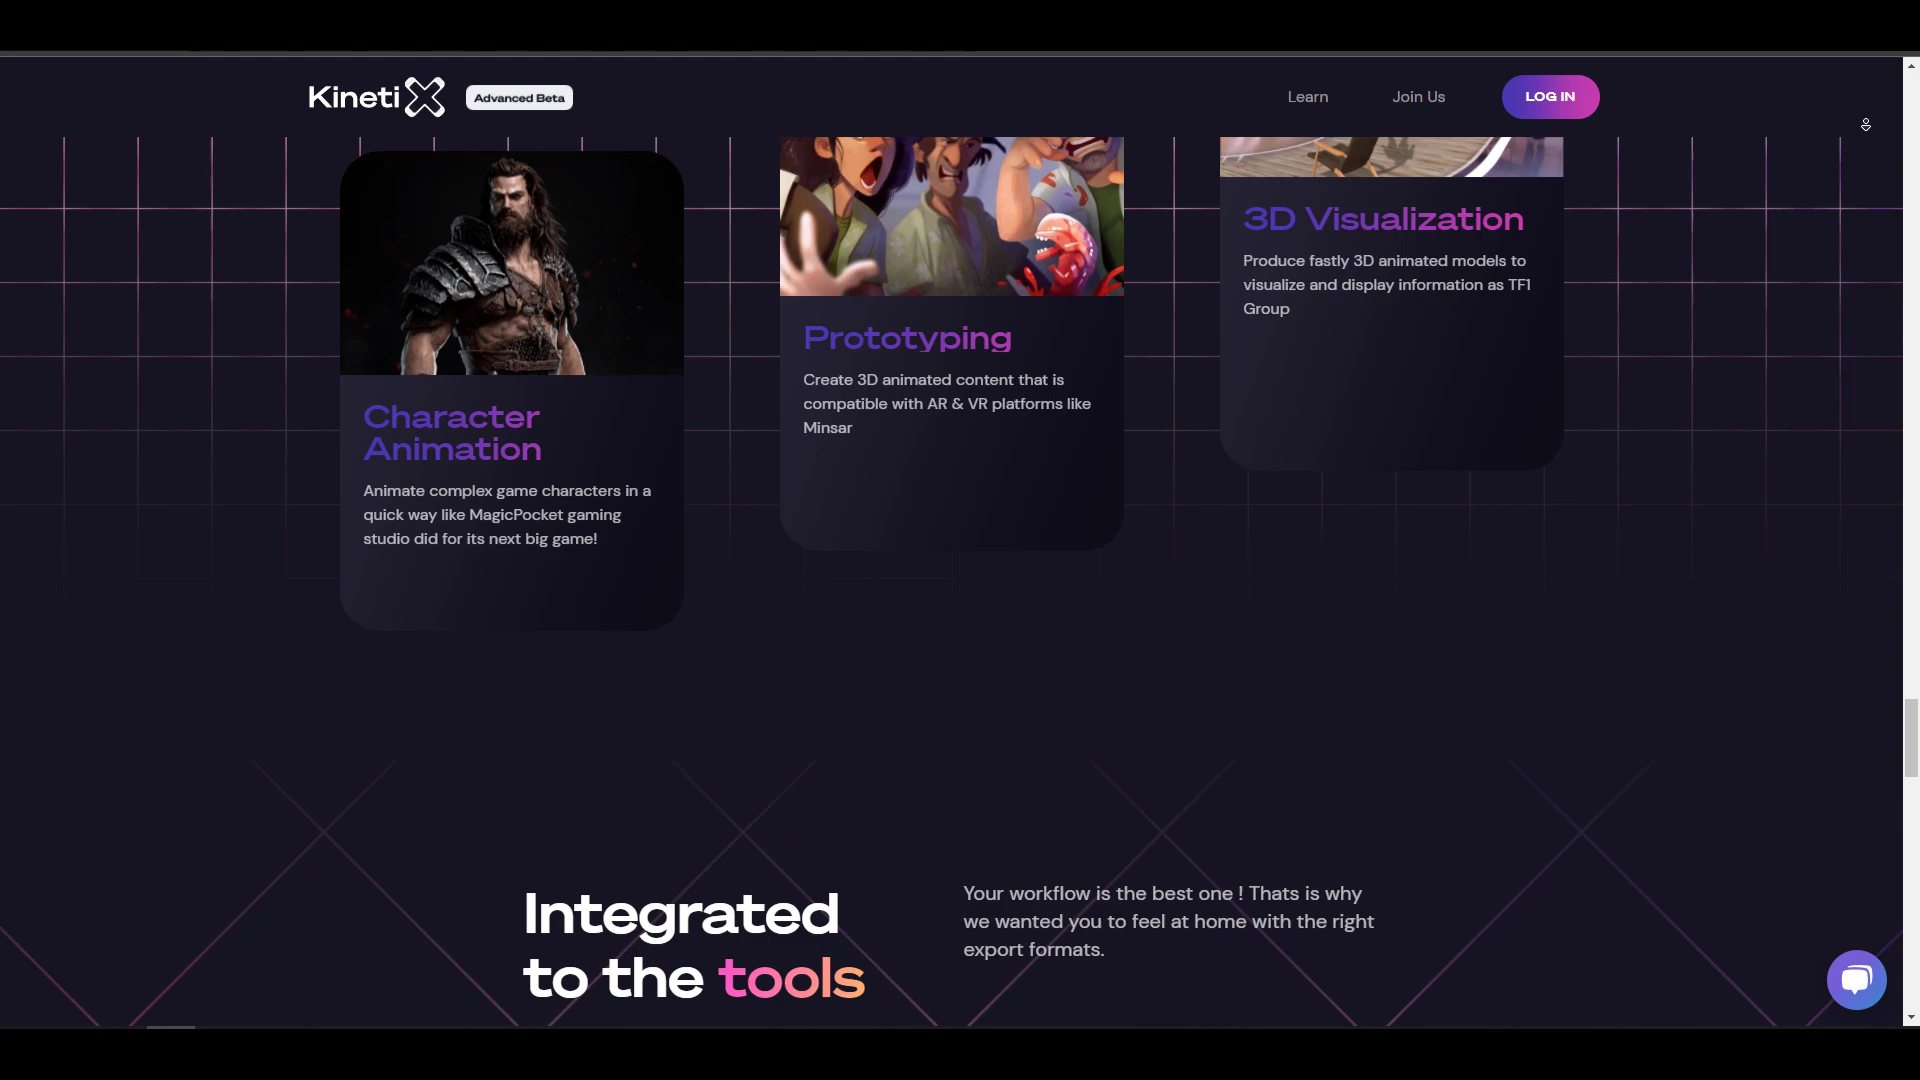 KinetiX
Advanced Beta
Learn
Join Us
LOG IN
Character
Animation
Animate complex game characters in a
quick way like MagicPocket gaming
studio did for its next big game!
Prototyping
Create 3D animated content that is
compatible with AR & VR platforms like
Minsar
3D Visualization
Produce fastly 3D animated models to
visualize and display information as TF1
Group
Integrated
to the tools
Your workflow is the best one ! Thats is why
we wanted you to feel at home with the right
export formats.